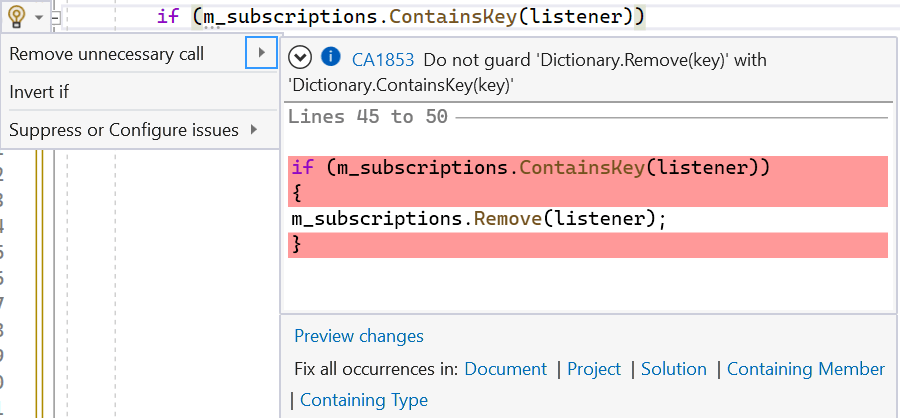 if (m_subscriptions.ContainsKey(listener))
Remove unnecessary call
Invert if
Suppress or Configure issues
CA1853 Do not guard 'Dictionary.Remove(key)' with
'Dictionary.ContainsKey(key)'
Lines 45 to 50
if (m_subscriptions.ContainsKey(listener))
{
m_subscriptions.Remove(listener);
}
Preview changes
Fix all occurrences in: Document | Project | Solution | Containing Member
| Containing Type